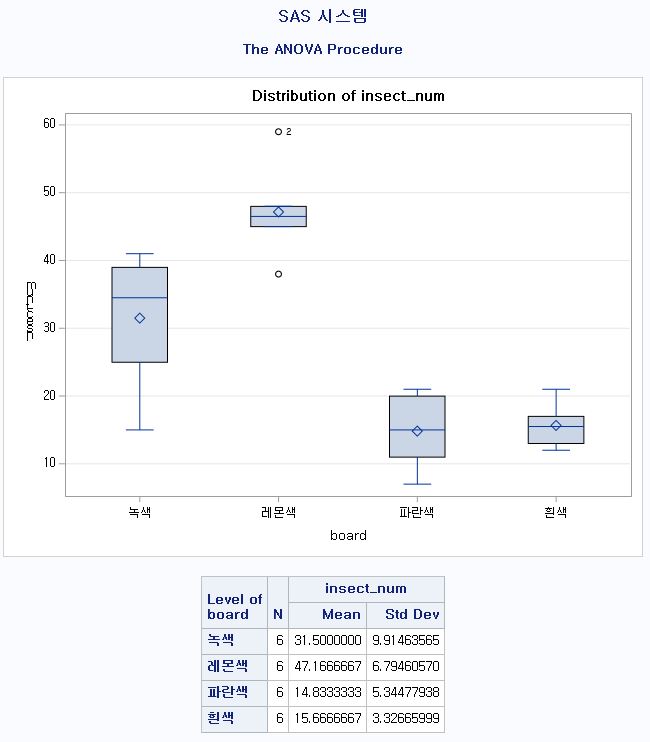 SAS 시스템
The ANOVA Procedure
Distribution of insect_num
60
2
50
40
30
20
10
녹색 레몬색 파란색 흰색
board
Level of board N insect_num
Mean Std Dev
녹색 6 31.5000000 9.91463565
레몬색 6 47.1666667 6.79460570
파란색 6 14.8333333 5.34477938
흰색 6 15.6666667 3.32665999